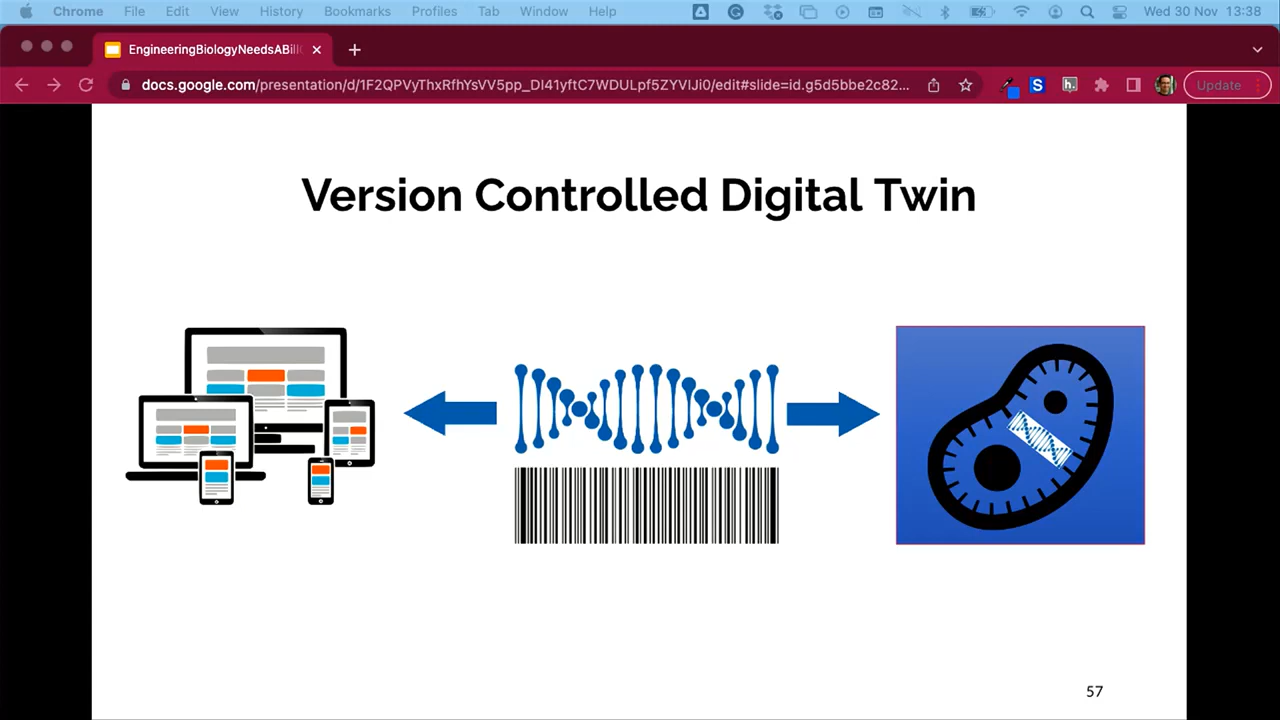 Chrome File Edit View History Bookmarks Profiles Tab Window Help Wed 30 Nov 13:38
EngineeringBiologyNeedsABill
docs.google.com/presentation/d/1F2QPVyThxRfhYsVV5pp_DI41yftC7WDULpf5ZYVIJi0/edit#slide=id.g5d5bbe2c82... S h Update
Version Controlled Digital Twin
57